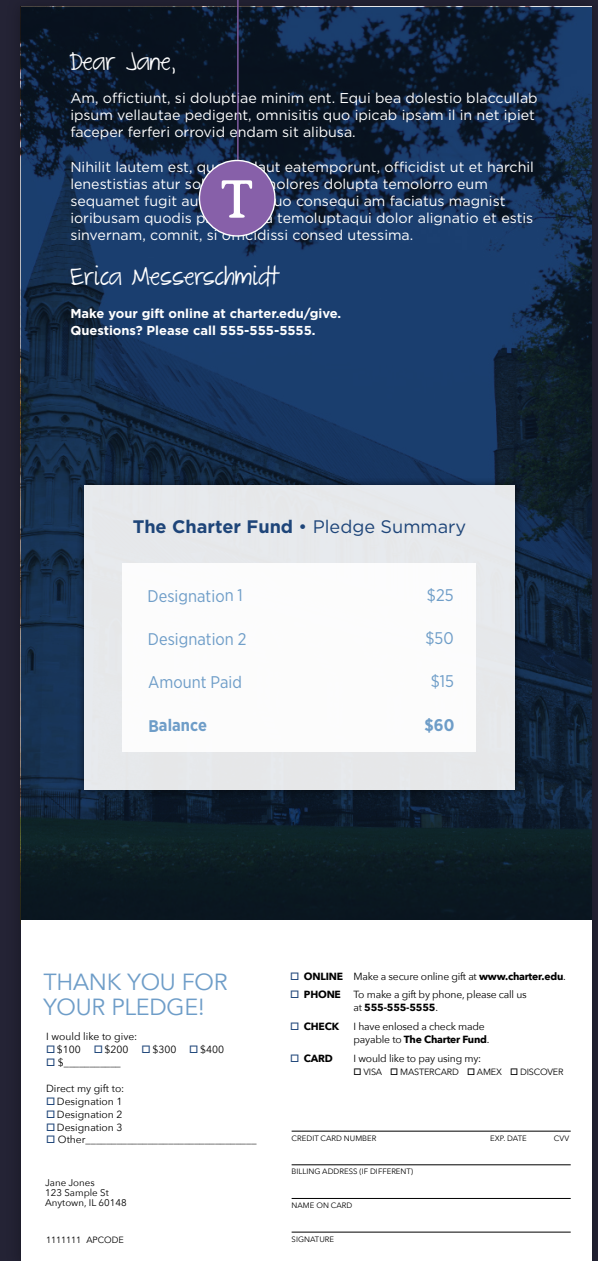 Dear Jane,
Am, offictiunt, si doluptiae minim ent. Equi bea dolestio blaccullab
ipsum vellautae pedigent, omnisitis quo ipicab ipsam il in net ipiet
faceper ferferi orrovid endam sit alibusa.
Nihilit lautem est, aut eatemporunt, officidist ut et harchil
lenestistias atur dolores dolupta temolorro eum
sequamet fugit consequi am faciatus magnist
T
ioribusam quodis temoluptaqui dolor alignatio et estis
sinvernam, comnit, si officidissi consed utessima.
Erica Messerschmidt
Make your gift online at charter.edu/give.
Questions? Please call 555-555-5555.
The Charter Fund • Pledge Summary
Designation 1 $25
Designation 2 $50
Amount Paid $15
Balance $60
THANK YOU FOR
YOUR PLEDGE!
I would like to give:
$100 $200 $300 $400
$__________
Direct my gift to:
Designation 1
Designation 2
Designation 3
Other______________________________
Jane Jones
123 Sample St
Anytown, IL 60148
1111111 APCODE
ONLINE Make a secure online gift at www.charter.edu.
PHONE To make a gift by phone, please call us
at 555-555-5555.
CHECK I have enlosed a check made
payable to The Charter Fund.
CARD I would like to pay using my:
VISA MASTERCARD AMEX DISCOVER
CREDIT CARD NUMBER EXP. DATE CVV
BILLING ADDRESS (IF DIFFERENT)
NAME ON CARD
SIGNATURE